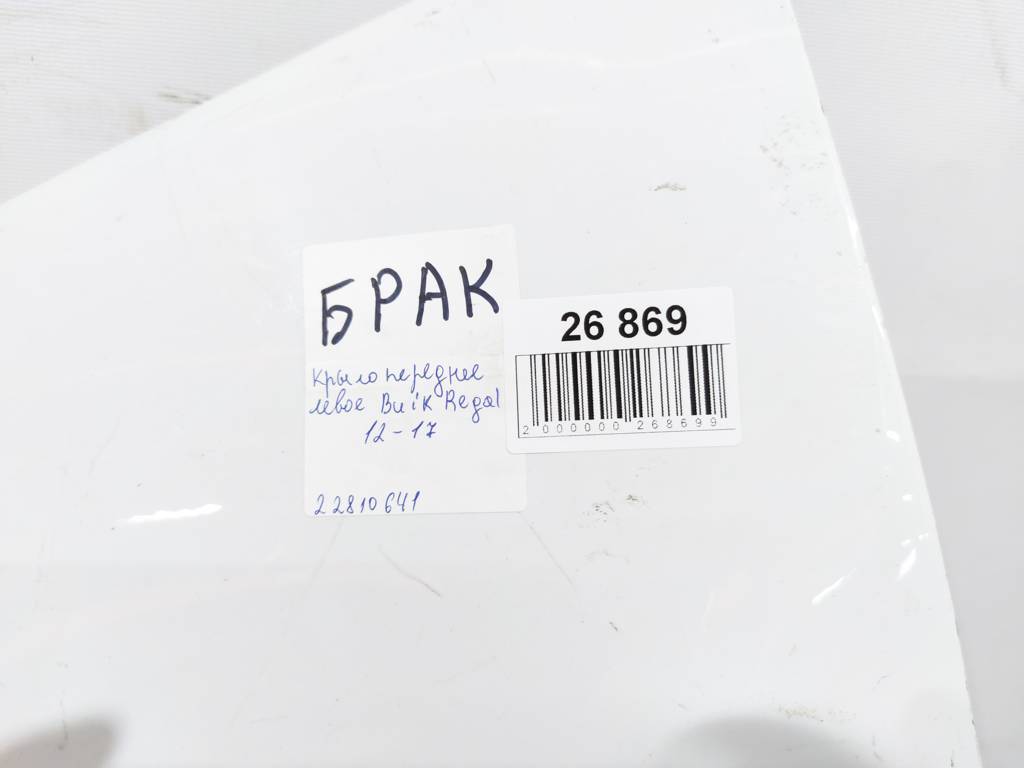 БРАК
Крыло переднее
левое Buik Regal
12-17
22810641
26 869
2 000000 268699